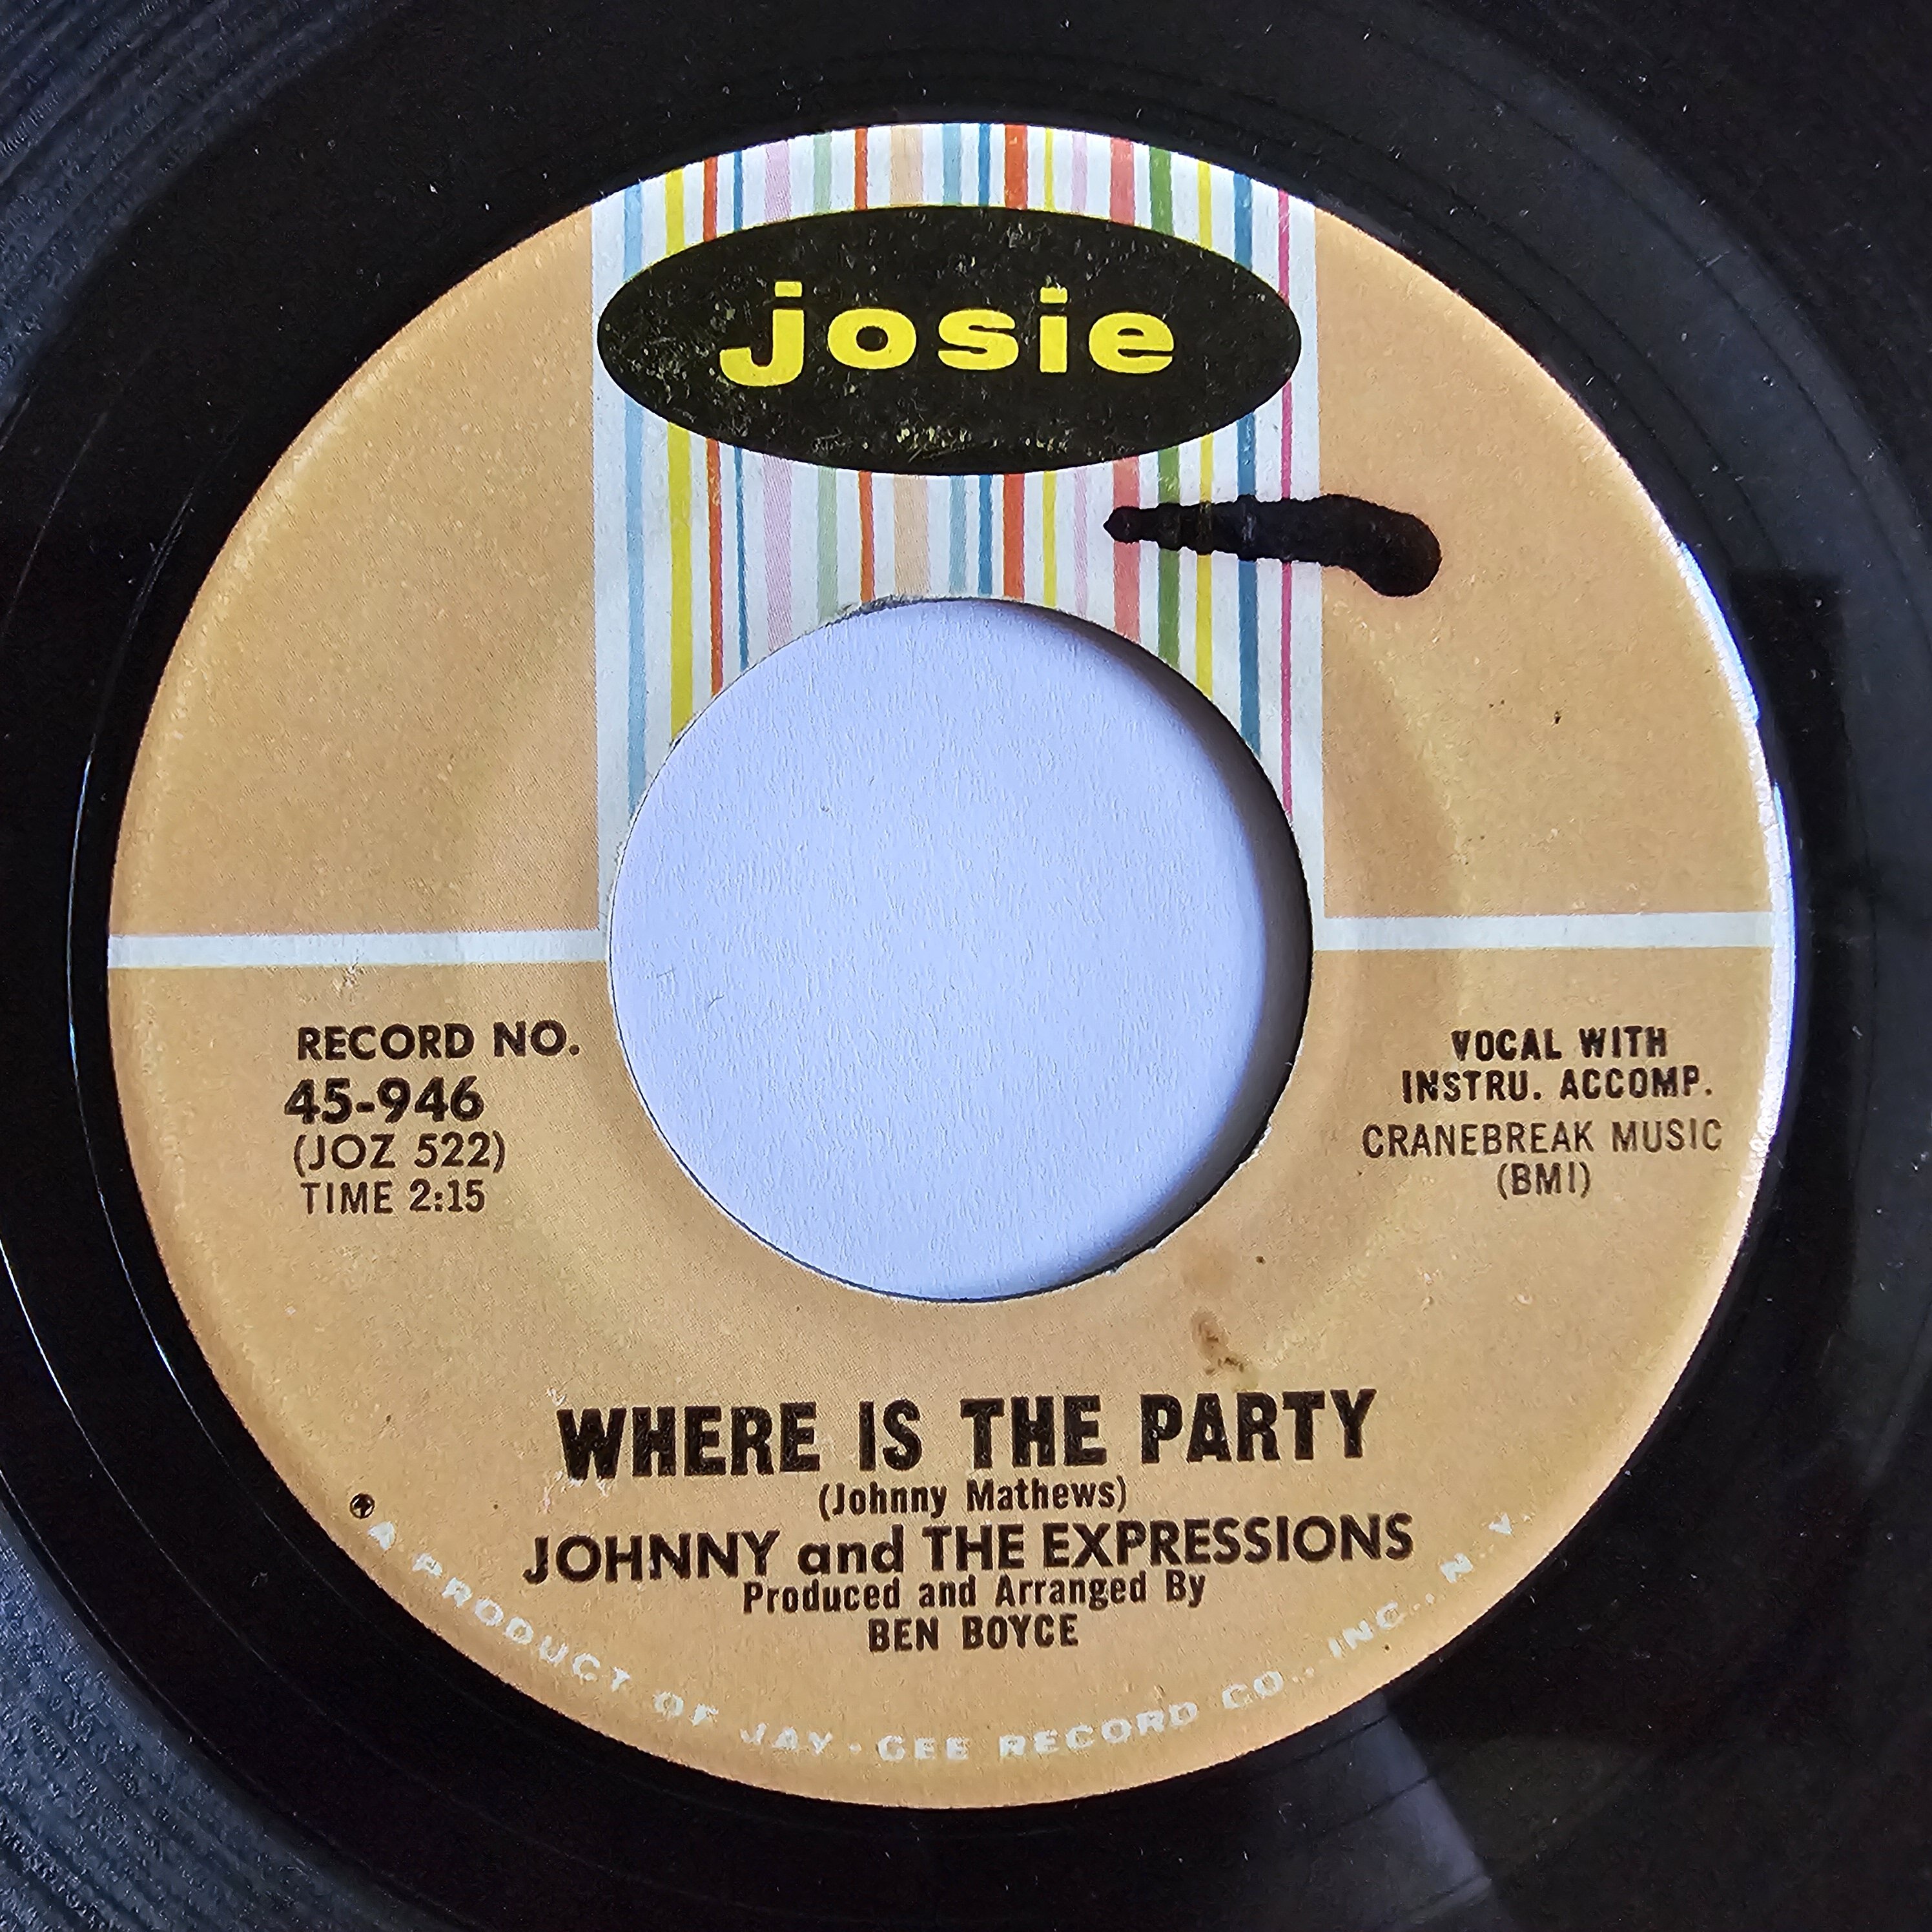 josie
RECORD NO.
45-946
(JOZ 522)
TIME 2:15
VOCAL WITH
INSTRU. ACCOMP.
CRANEBREAK MUSIC
(BMI)
WHERE IS THE PARTY
(Johnny Mathews)
JOHNNY and THE EXPRESSIONS
Produced and Arranged By
BEN BOYCE
A PRODUCT OF JAY-GEE RECORD CO., INC., N. Y.